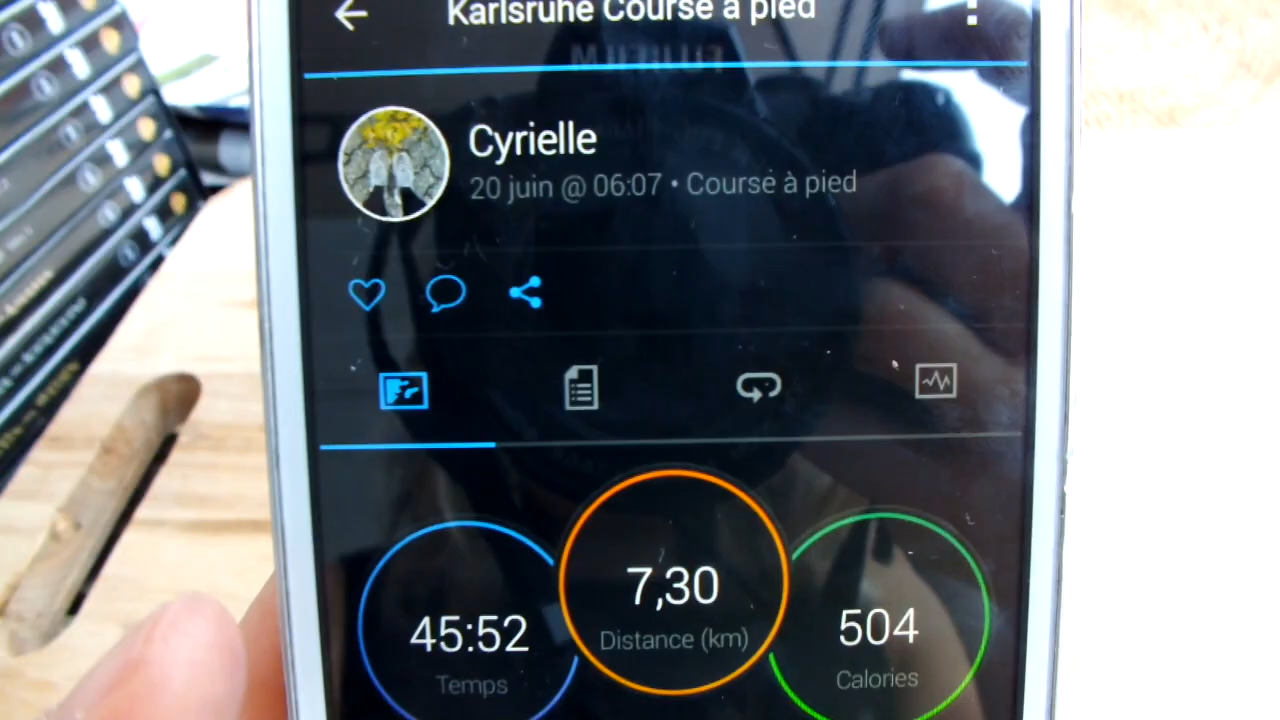 Karlsruhe Course à pied
Cyrielle
20 juin @ 06:07 • Course à pied
7,30
Distance (km)
45:52
Temps
504
Calories